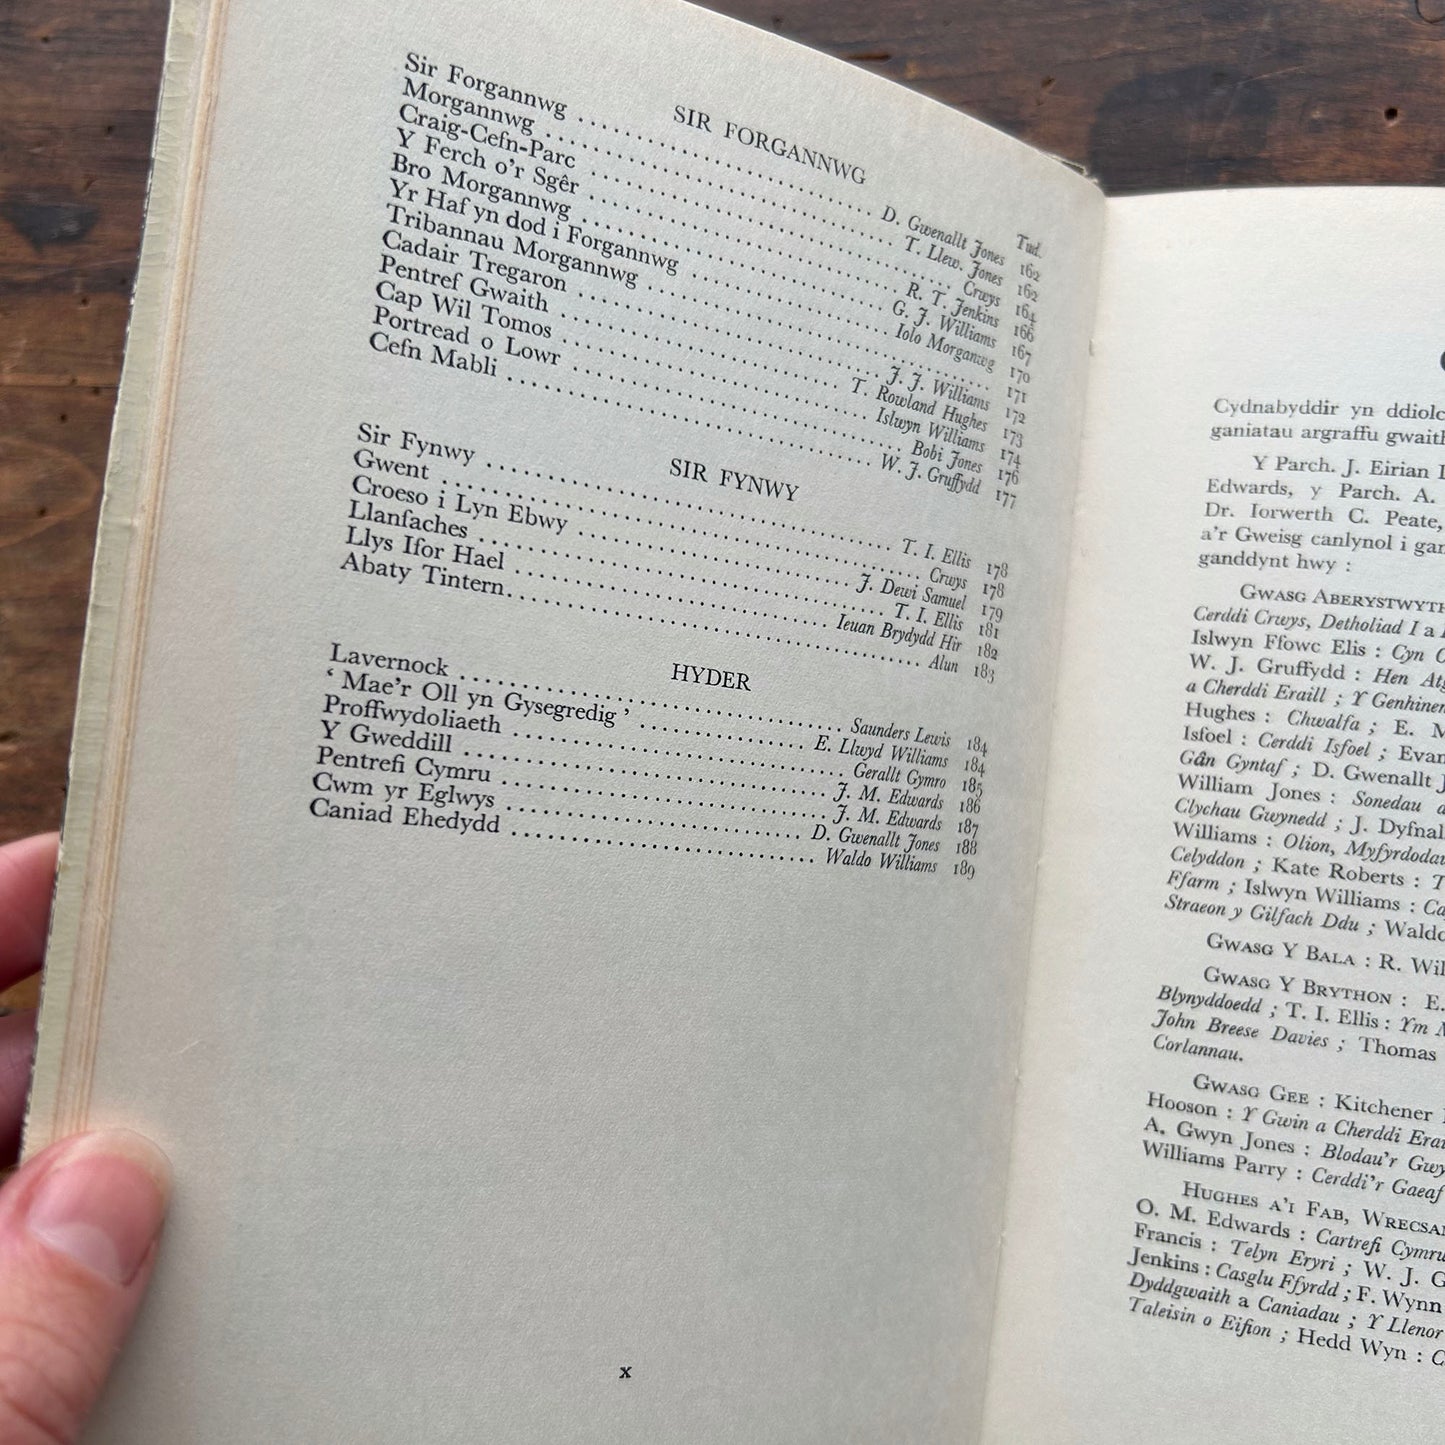 SIR FORGANNWG
Tud.
Sir Forgannwg ........ D. Gwenallt Jones 162
Morgannwg ........ T. Llew. Jones 162
Craig-Cefn-Parc ........ Crwys 164
Y Ferch o'r Sgêr ........ R. T. Jenkins 166
Bro Morgannwg ........ G. J. Williams 167
Yr Haf yn dod i Forgannwg ........ Iolo Morganwg 170
Tribannau Morgannwg ........ 171
Cadair Tregaron ........ J. J. Williams 172
Pentref Gwaith ........ T. Rowland Hughes 173
Cap Wil Tomos ........ Islwyn Williams 174
Portread o Lowr ........ Bobi Jones 176
Cefn Mabli ........ W. J. Gruffydd 177
SIR FYNWY
Sir Fynwy ........ T. I. Ellis 178
Gwent ........ Crwys 178
Croeso i Lyn Ebwy ........ J. Dewi Samuel 179
Llanfaches ........ T. I. Ellis 181
Llys Ifor Hael ........ Ieuan Brydydd Hir 182
Abaty Tintern ........ Alun 183
HYDER
Lavernock ........ Saunders Lewis 184
‘ Mae'r Oll yn Gysegredig ’ ........ E. Llwyd Williams 184
Proffwydoliaeth ........ Gerallt Gymro 185
Y Gweddill ........ J. M. Edwards 186
Pentrefi Cymru ........ J. M. Edwards 187
Cwm yr Eglwys ........ D. Gwenallt Jones 188
Caniad Ehedydd ........ Waldo Williams 189
x
Cydnabyddir yn ddiolc
ganiatau argraffu gwaith
Y Parch. J. Eirian
Edwards, y Parch. A.
Dr. Iorwerth C. Peate,
a'r Gweisg canlynol i
ganddynt hwy :
Gwasg Aberystwyth
Cerddi Crwys, Detholiad I a
Islwyn Ffowc Elis : Cyn
W. J. Gruffydd : Hen
a Cherddi Eraill ; Y
Hughes : Chwalfa ; E.
Isfoel : Cerddi Isfoel ; Evan
Gân Gyntaf ; D. Gwenallt
William Jones : Sonedau
Clychau Gwynedd ; J.
Williams : Olion,
Celyddon ; Kate Roberts :
Ffarm ; Islwyn Williams :
Straeon y Gilfach Ddu ; Waldo
Gwasg Y Bala : R.
Gwasg Y Brython : E.
Blynyddoedd ; T. I. Ellis : Ym
John Breese Davies ; Thomas
Corlannau.
Gwasg Gee : Kitchener
Hooson : Y Gwin a Cherddi
A. Gwyn Jones : Blodau'r
Williams Parry : Cerddi'r Gaeaf
Hughes a'i Fab,
O. M. Edwards : Cartrefi Cymru
Francis : Telyn Eryri ; W. J.
Jenkins : Casglu Ffyrdd ; F. Wynn
Dyddgwaith a Caniadau ; Y Llenor
Taleisin o Eifion ; Hedd Wyn :